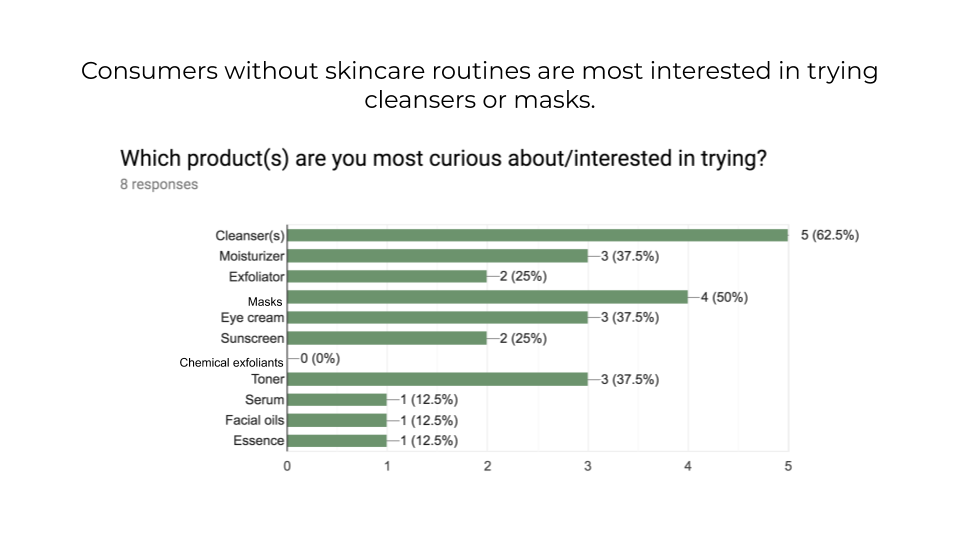 Consumers without skincare routines are most interested in trying
cleansers or masks.
Which product(s) are you most curious about/interested in trying?
8 responses
Cleanser(s) 5 (62.5%)
Moisturizer 3 (37.5%)
Exfoliator 2 (25%)
Masks 4 (50%)
Eye cream 3 (37.5%)
Sunscreen 2 (25%)
Chemical exfoliants 0 (0%)
Toner 3 (37.5%)
Serum 1 (12.5%)
Facial oils 1 (12.5%)
Essence 1 (12.5%)
0 1 2 3 4 5